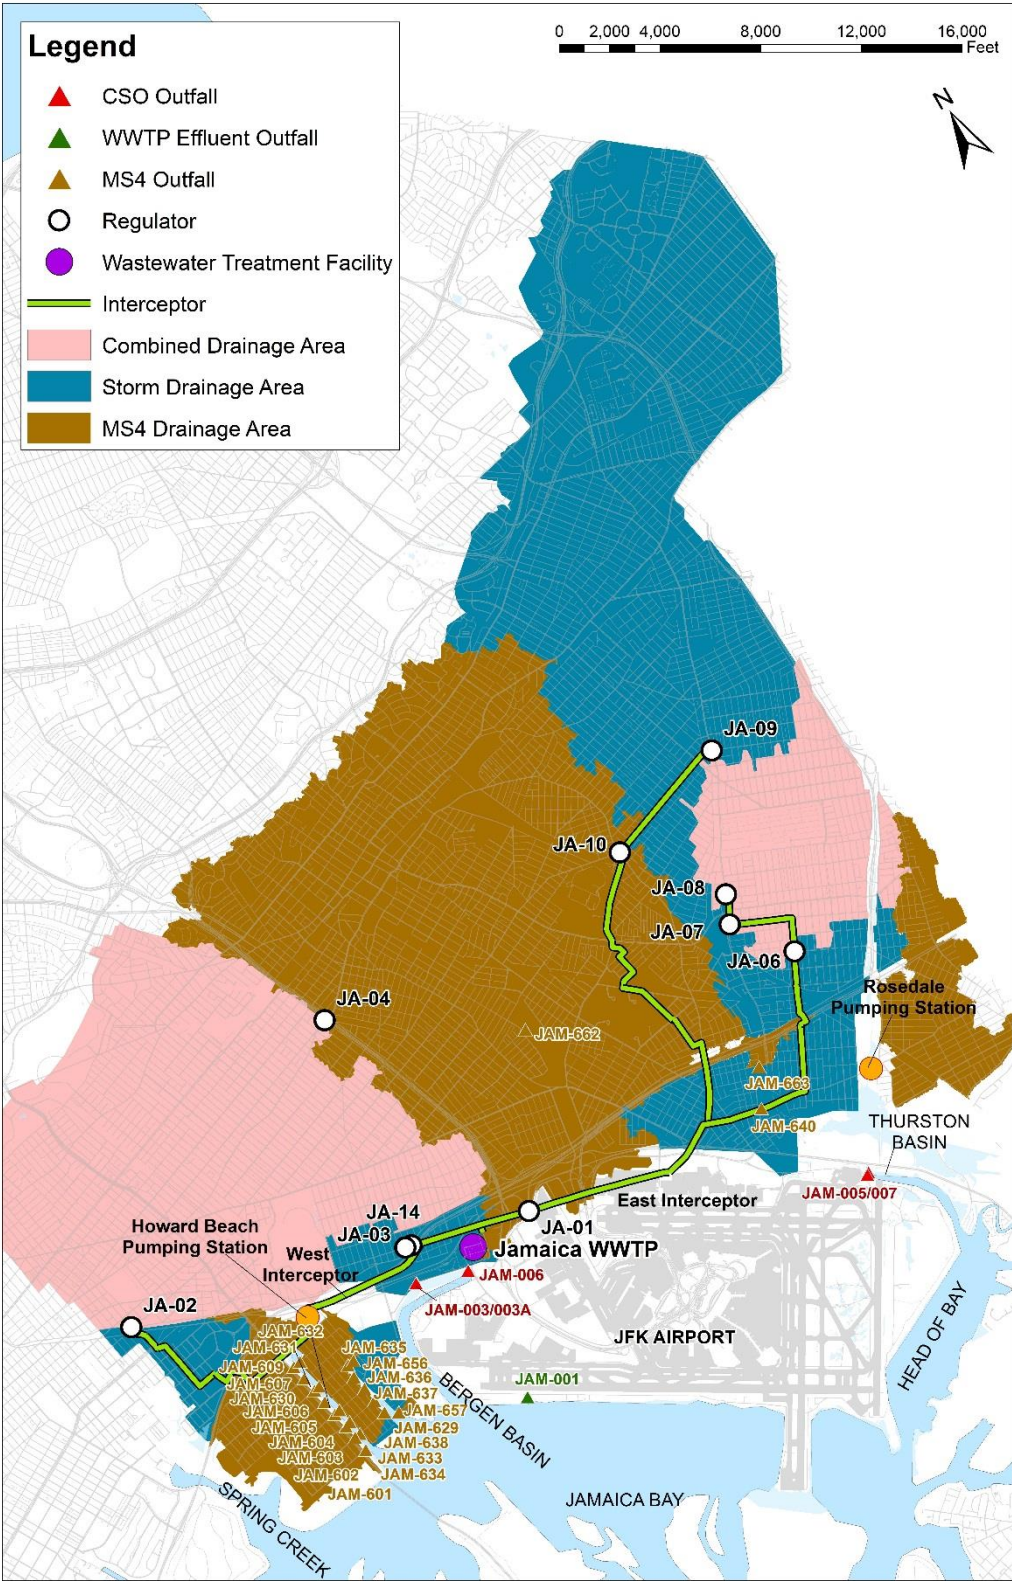 Legend
CSO Outfall
WWTP Effluent Outfall
MS4 Outfall
Regulator
Wastewater Treatment Facility
Interceptor
Combined Drainage Area
Storm Drainage Area
MS4 Drainage Area
0 2,000 4,000 8,000 12,000 16,000
Feet
N
JA-09
JA-10
JA-08
JA-07
JA-06
Rosedale
Pumping Station
JA-04
JAM-662
JAM-663
JAM-640
THURSTON
BASIN
JAM-005/007
East Interceptor
JA-14
JA-03
JA-01
Howard Beach
Pumping Station
West
Interceptor
Jamaica WWTP
JAM-006
JAM-003/003A
JA-02
JFK AIRPORT
HEAD OF BAY
JAM-632
JAM-631
JAM-609
JAM-607
JAM-630
JAM-606
JAM-605
JAM-604
JAM-603
JAM-602
JAM-601
JAM-635
JAM-656
JAM-636
JAM-637
JAM-657
JAM-629
JAM-638
JAM-633
JAM-634
JAM-001
BERGEN BASIN
JAMAICA BAY
SPRING CREEK